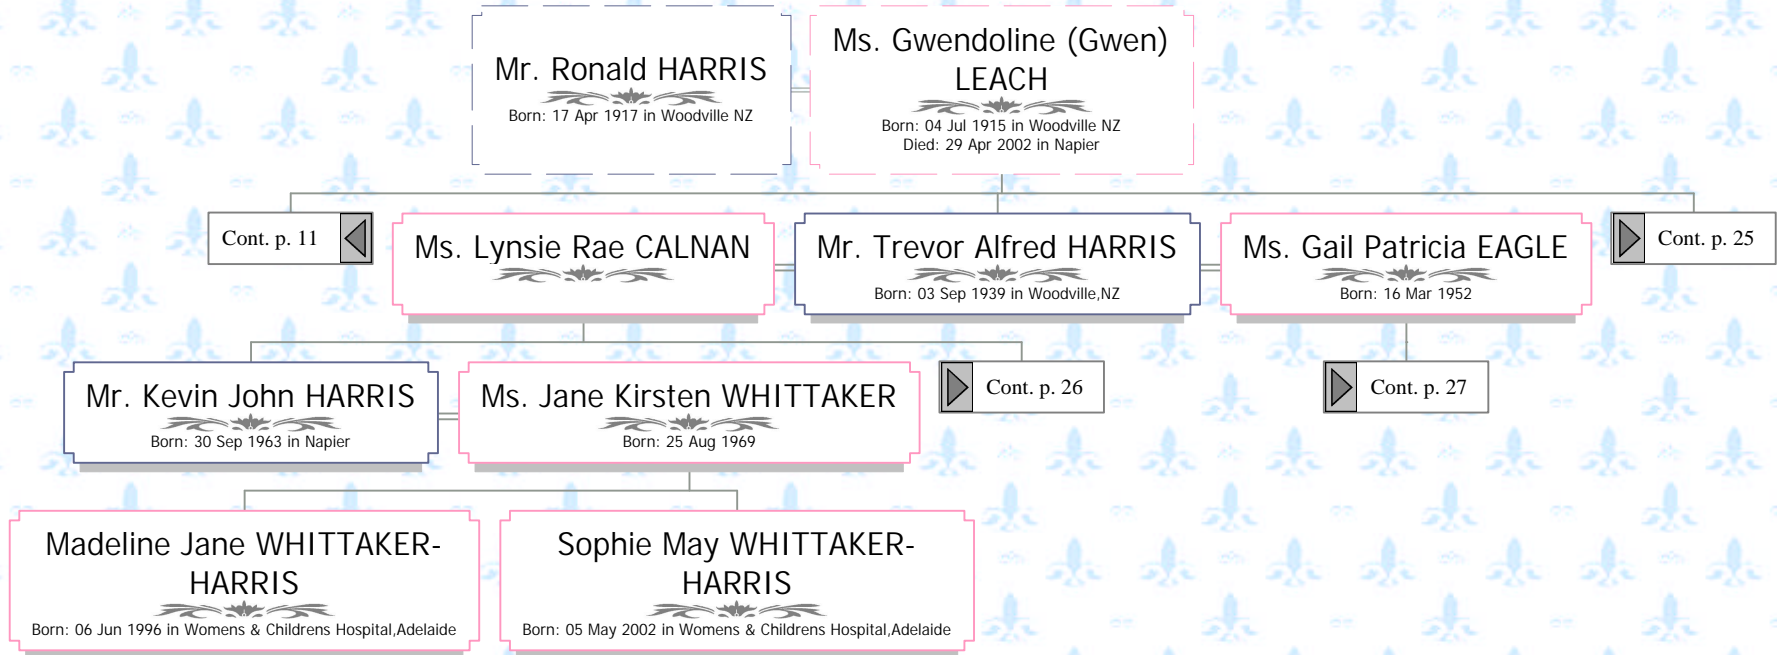 Mr. Ronald HARRIS
Born: 17 Apr 1917 in Woodville NZ
Ms. Gwendoline (Gwen)
LEACH
Born: 04 Jul 1915 in Woodville NZ
Died: 29 Apr 2002 in Napier
Cont. p. 11
Ms. Lynsie Rae CALNAN
Mr. Trevor Alfred HARRIS
Born: 03 Sep 1939 in Woodville,NZ
Ms. Gail Patricia EAGLE
Born: 16 Mar 1952
Cont. p. 25
Mr. Kevin John HARRIS
Born: 30 Sep 1963 in Napier
Ms. Jane Kirsten WHITTAKER
Born: 25 Aug 1969
Cont. p. 26
Cont. p. 27
Madeline Jane WHITTAKER-
HARRIS
Born: 06 Jun 1996 in Womens & Childrens Hospital,Adelaide
Sophie May WHITTAKER-
HARRIS
Born: 05 May 2002 in Womens & Childrens Hospital,Adelaide